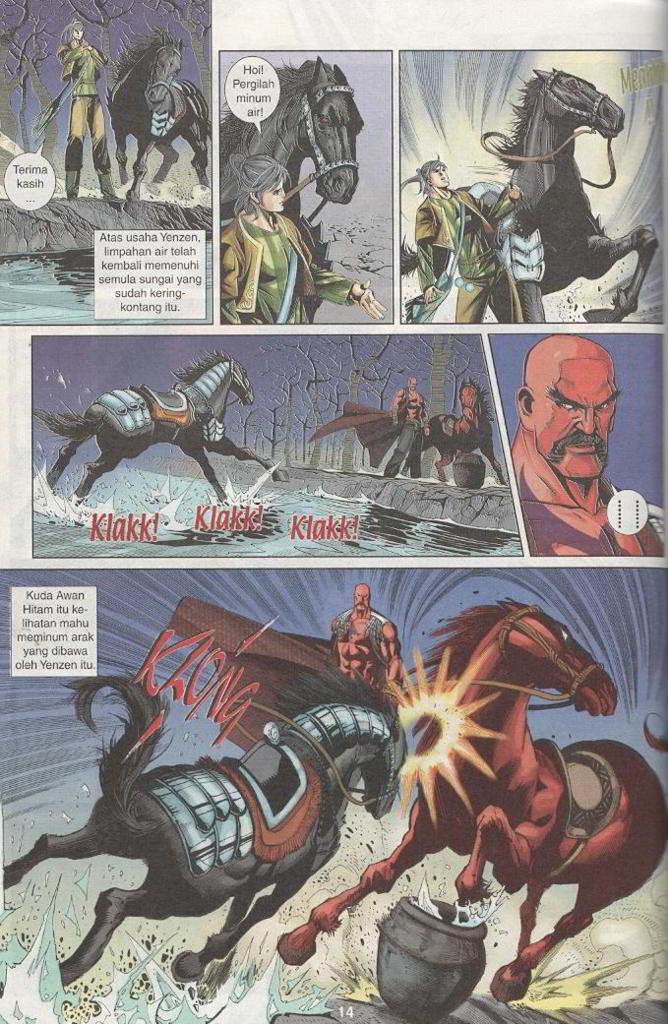 Terima
kasih
...
Atas usaha Yenzen,
limpahan air telah
kembali memenuhi
semula sungai yang
sudah kering-
kontang itu.
Hoi!
Pergilah
minum
air!
Klakk!
Klakk!
Klakk!
Kuda Awan
Hitam itu ke-
lihatan mahu
meminum arak
yang dibawa
oleh Yenzen itu.
KLONG
14